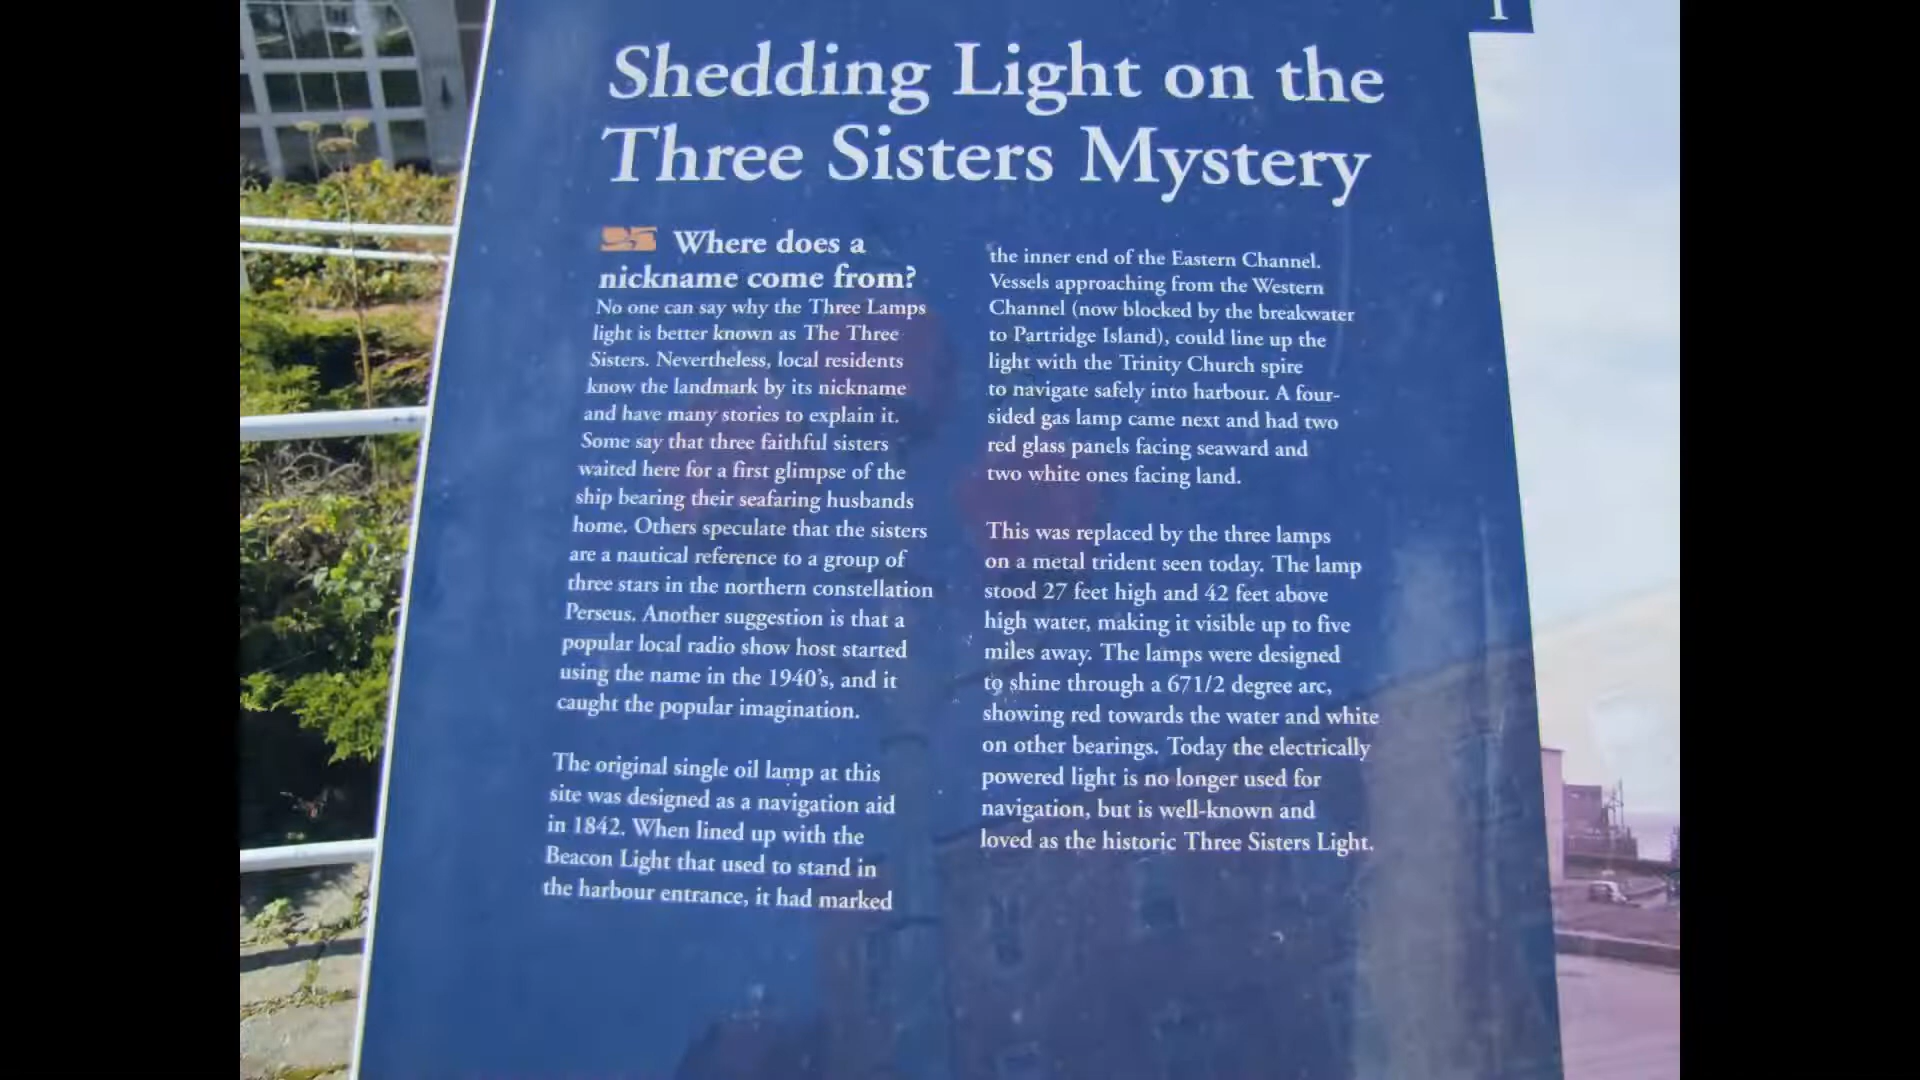 Shedding Light on the
Three Sisters Mystery
Where does a
nickname come from?
No one can say why the Three Lamps
light is better known as The Three
Sisters. Nevertheless, local residents
know the landmark by its nickname
and have many stories to explain it.
Some say that three faithful sisters
waited here for a first glimpse of the
ship bearing their seafaring husbands
home. Others speculate that the sisters
are a nautical reference to a group of
three stars in the northern constellation
Perseus. Another suggestion is that a
popular local radio show host started
using the name in the 1940's, and it
caught the popular imagination.
The original single oil lamp at this
site was designed as a navigation aid
in 1842. When lined up with the
Beacon Light that used to stand in
the harbour entrance, it had marked
the inner end of the Eastern Channel.
Vessels approaching from the Western
Channel (now blocked by the breakwater
to Partridge Island), could line up the
light with the Trinity Church spire
to navigate safely into harbour. A four-
sided gas lamp came next and had two
red glass panels facing seaward and
two white ones facing land.
This was replaced by the three lamps
on a metal trident seen today. The lamp
stood 27 feet high and 42 feet above
high water, making it visible up to five
miles away. The lamps were designed
to shine through a 671/2 degree arc,
showing red towards the water and white
on other bearings. Today the electrically
powered light is no longer used for
navigation, but is well-known and
loved as the historic Three Sisters Light.